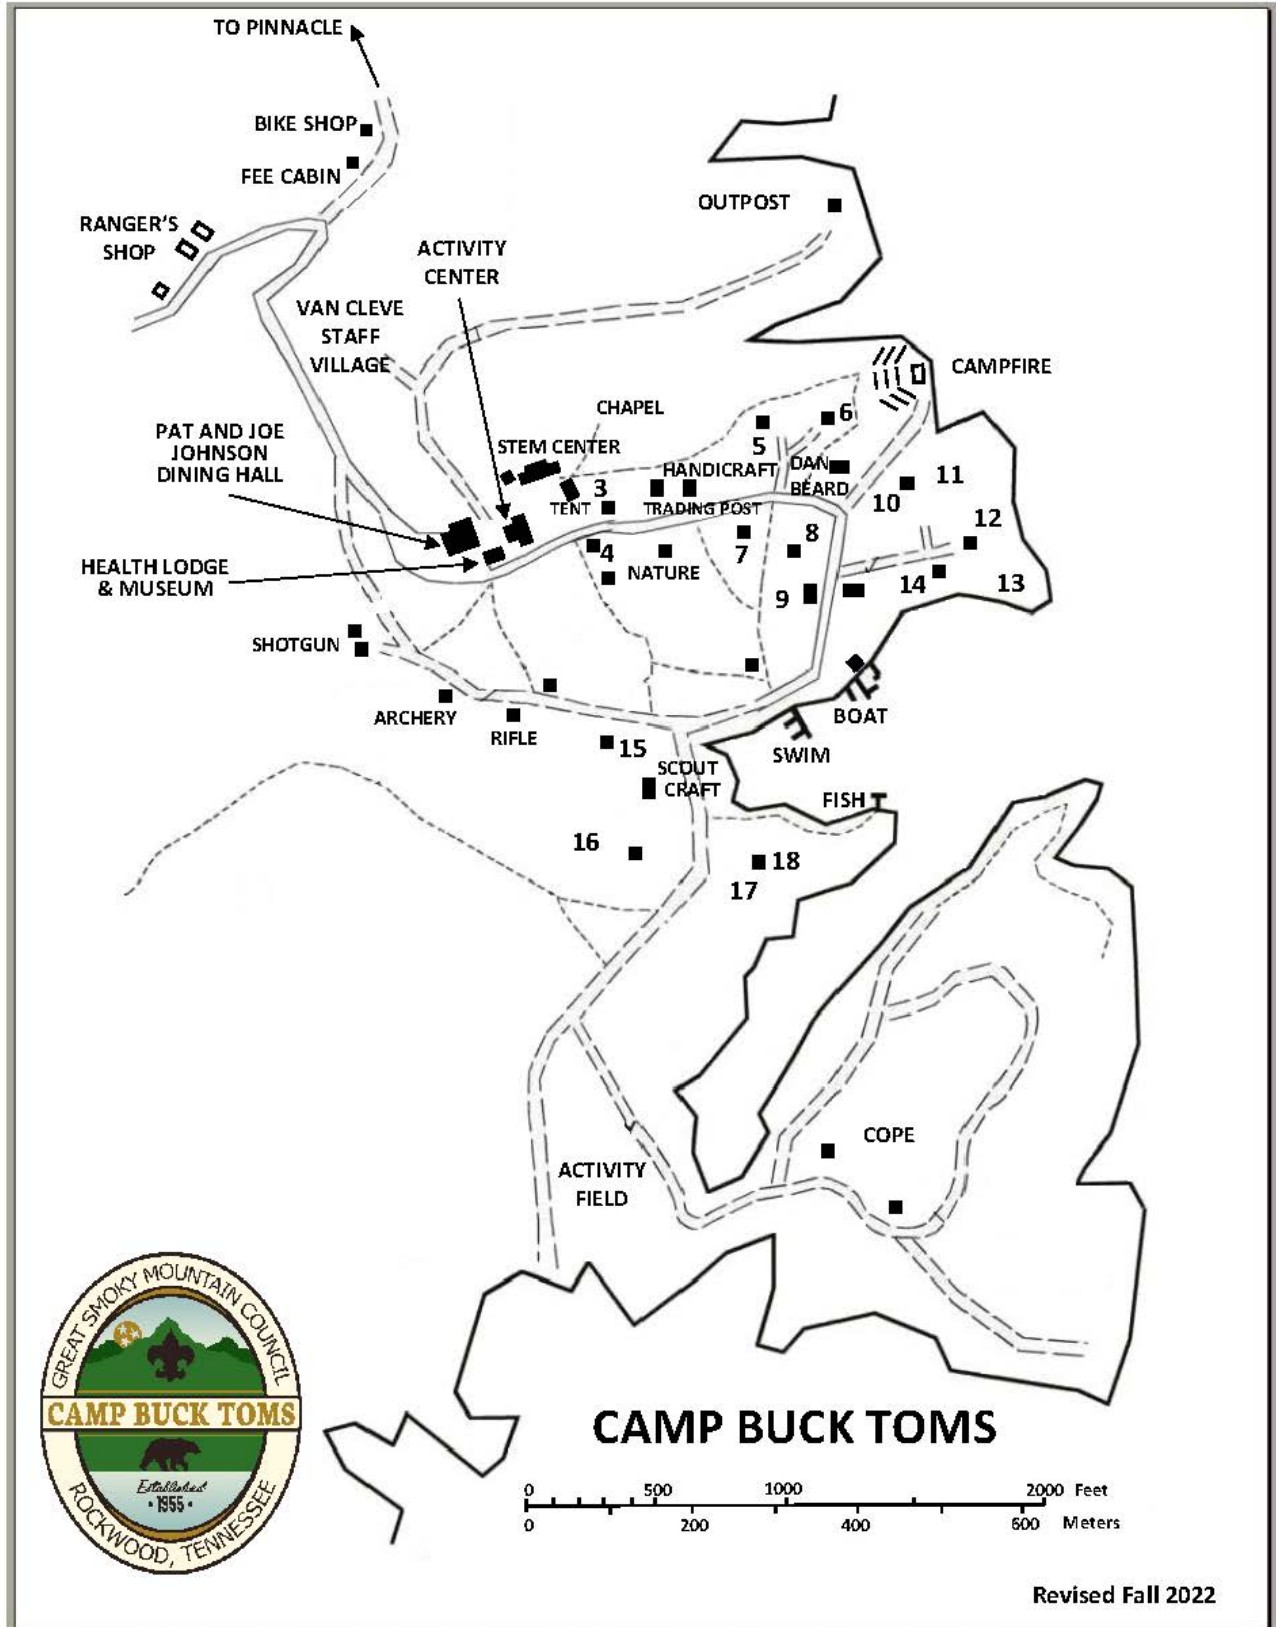 TO PINNACLE
BIKE SHOP
FEE CABIN
RANGER'S
SHOP
OUTPOST
ACTIVITY
CENTER
VAN CLEVE
STAFF
VILLAGE
CAMPFIRE
CHAPEL
6
5
PAT AND JOE
JOHNSON
DINING HALL
STEM CENTER
HANDICRAFT
DAN
BEARD
3
TENT
TRADING POST
10
11
12
8
7
4
NATURE
HEALTH LODGE
& MUSEUM
9
14
13
SHOTGUN
ARCHERY
RIFLE
BOAT
SWIM
15
SCOUT
CRAFT
FISH
16
18
17
COPE
ACTIVITY
FIELD
GREAT SMOKY MOUNTAIN COUNCIL
CAMP BUCK TOMS
Established
• 1955 •
ROCKWOOD, TENNESSEE
CAMP BUCK TOMS
0 500 1000 2000 Feet
0 200 400 600 Meters
Revised Fall 2022